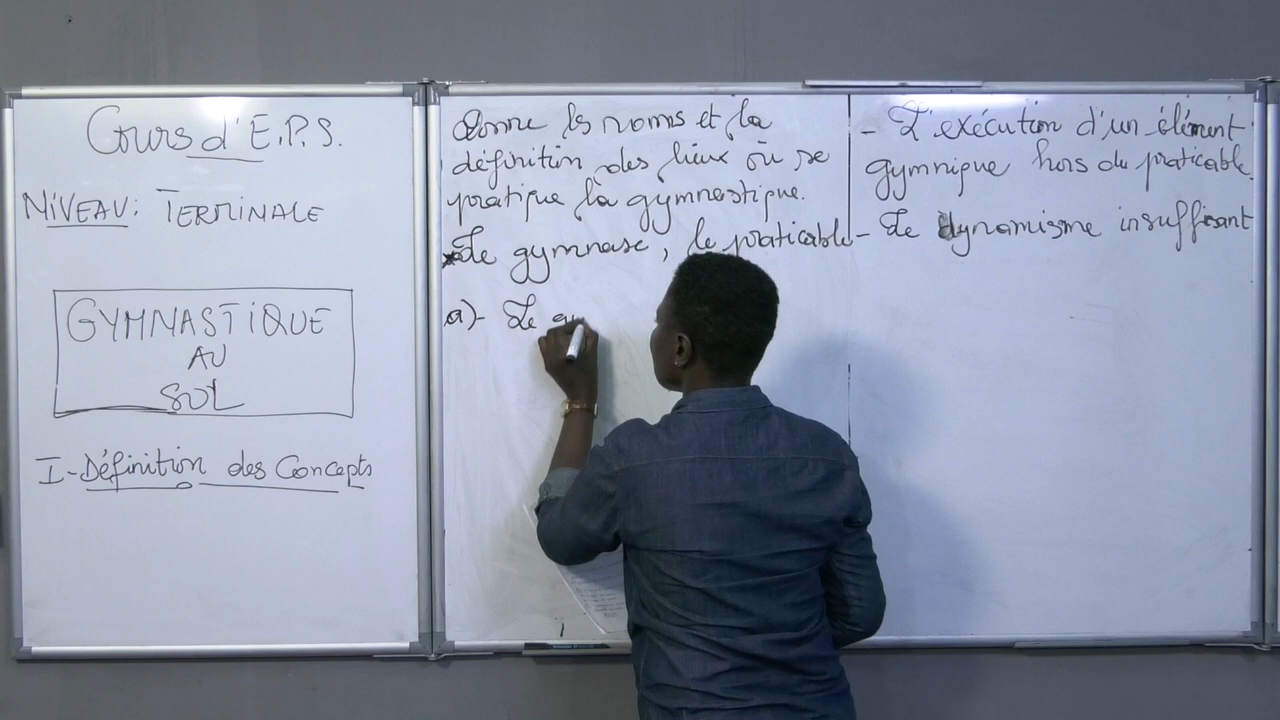 Cours d'E.P.S.
NIVEAU: TERMINALE
GYMNASTIQUE
AU
SOL
I-Définition des Concepts
Donne les noms et la
définition des lieux où se
pratique la gymnastique.
Le gymnase, le praticable
a)- Le
- L'exécution d'un élément
gymnique hors du praticable.
- Le dynamisme insuffisant